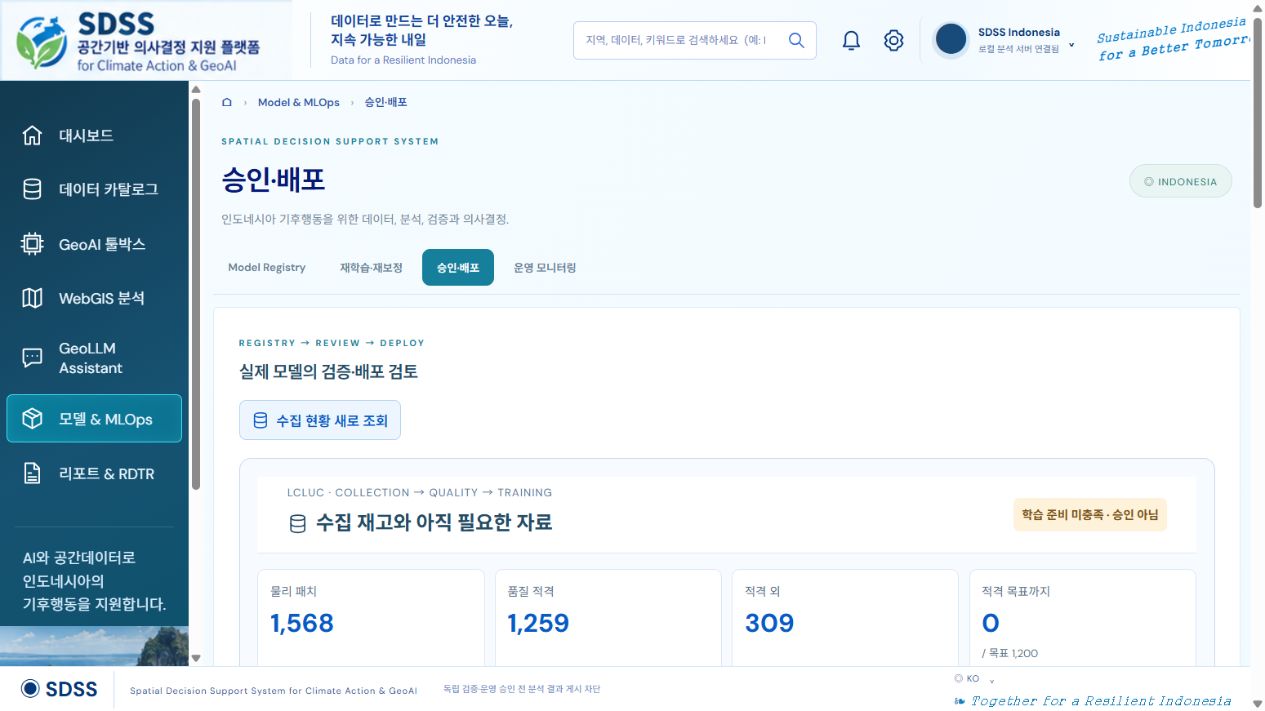 SDSS
공간기반 의사결정 지원 플랫폼
for Climate Action & GeoAI
데이터로 만드는 더 안전한 오늘,
지속 가능한 내일
Data for a Resilient Indonesia
지역, 데이터, 키워드로 검색하세요 (예:
SDSS Indonesia
로컬 분석 서버 연결됨
Sustainable Indonesia
for a Better Tomorr
대시보드
데이터 카탈로그
GeoAI 툴박스
WebGIS 분석
GeoLLM
Assistant
모델 & MLOps
리포트 & RDTR
AI와 공간데이터로
인도네시아의
기후행동을 지원합니다.
Model & MLOps › 승인·배포
SPATIAL DECISION SUPPORT SYSTEM
승인·배포
INDONESIA
인도네시아 기후행동을 위한 데이터, 분석, 검증과 의사결정.
Model Registry 재학습·재보정 승인·배포 운영 모니터링
REGISTRY → REVIEW → DEPLOY
실제 모델의 검증·배포 검토
수집 현황 새로 조회
LCLUC · COLLECTION → QUALITY → TRAINING
수집 재고와 아직 필요한 자료
학습 준비 미충족 · 승인 아님
물리 패치
1,568
품질 적격
1,259
적격 외
309
적격 목표까지
0
/ 목표 1,200
SDSS
Spatial Decision Support System for Climate Action & GeoAI
독립 검증·운영 승인 전 분석 결과 게시 차단
KO
Together for a Resilient Indonesia